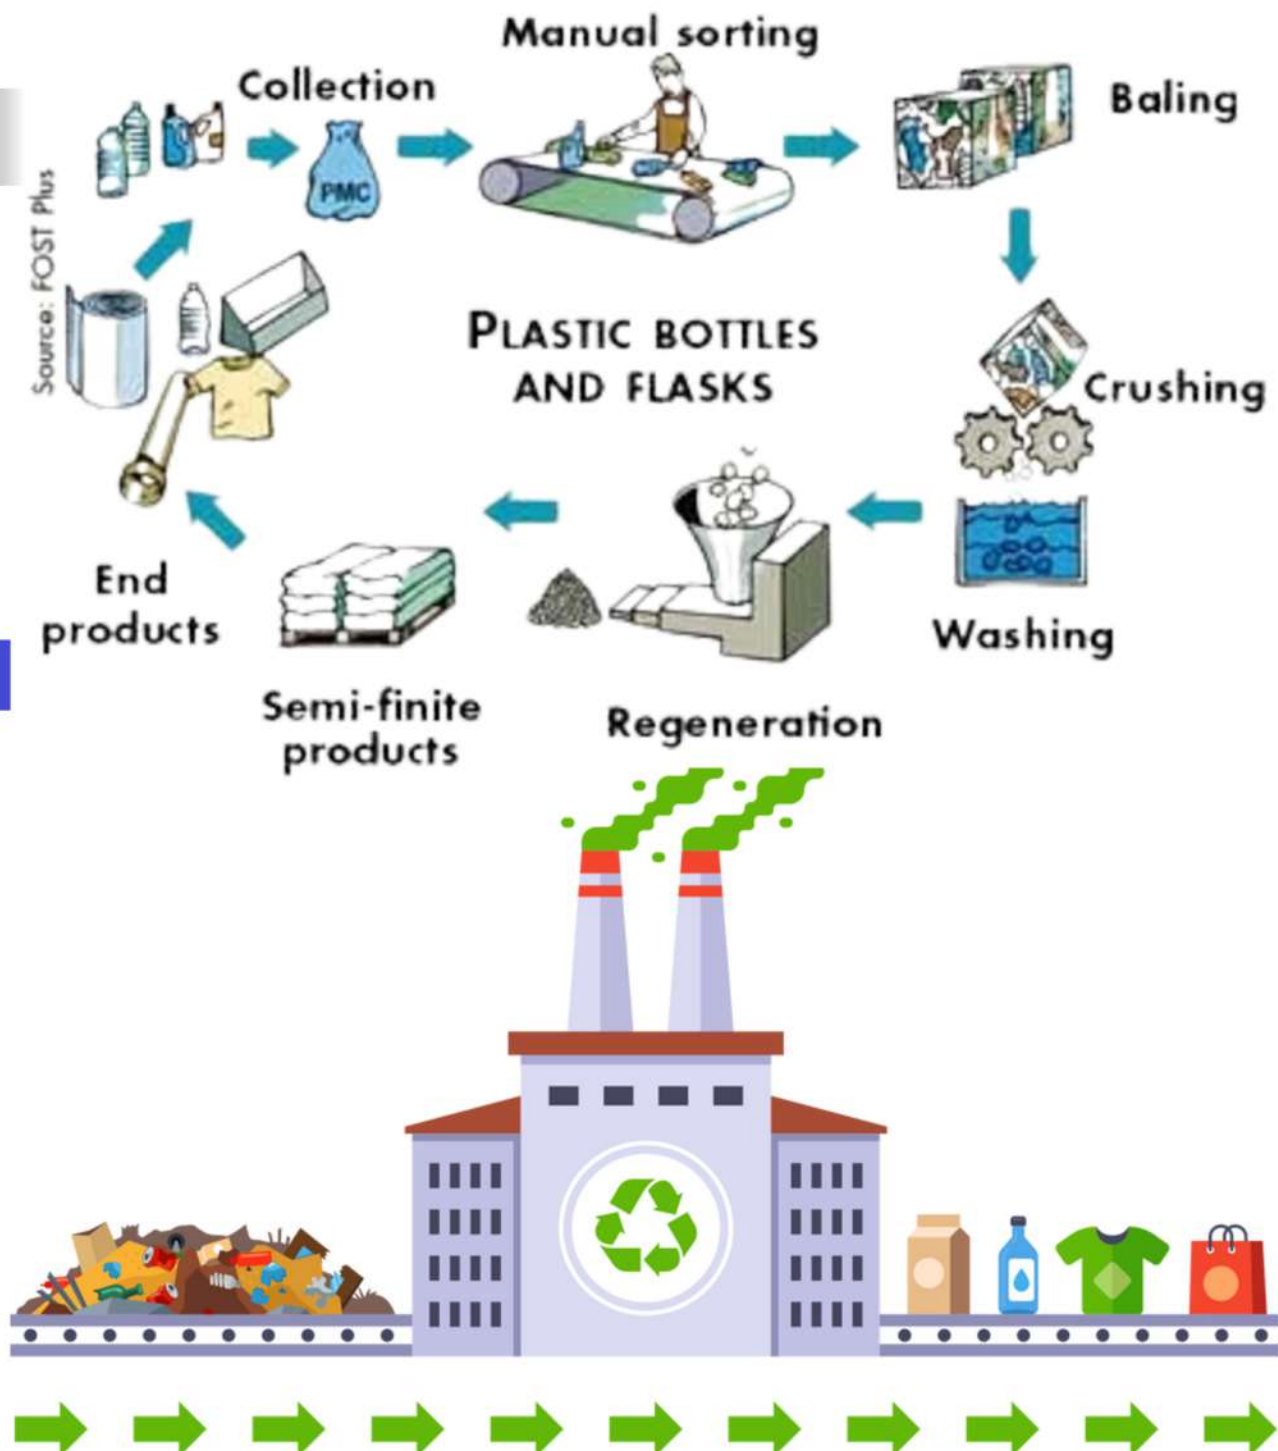 Manual sorting
Collection
Baling
PMC
Source: FOST Plus
PLASTIC BOTTLES
AND FLASKS
Crushing
End
products
Washing
Semi-finite
products
Regeneration